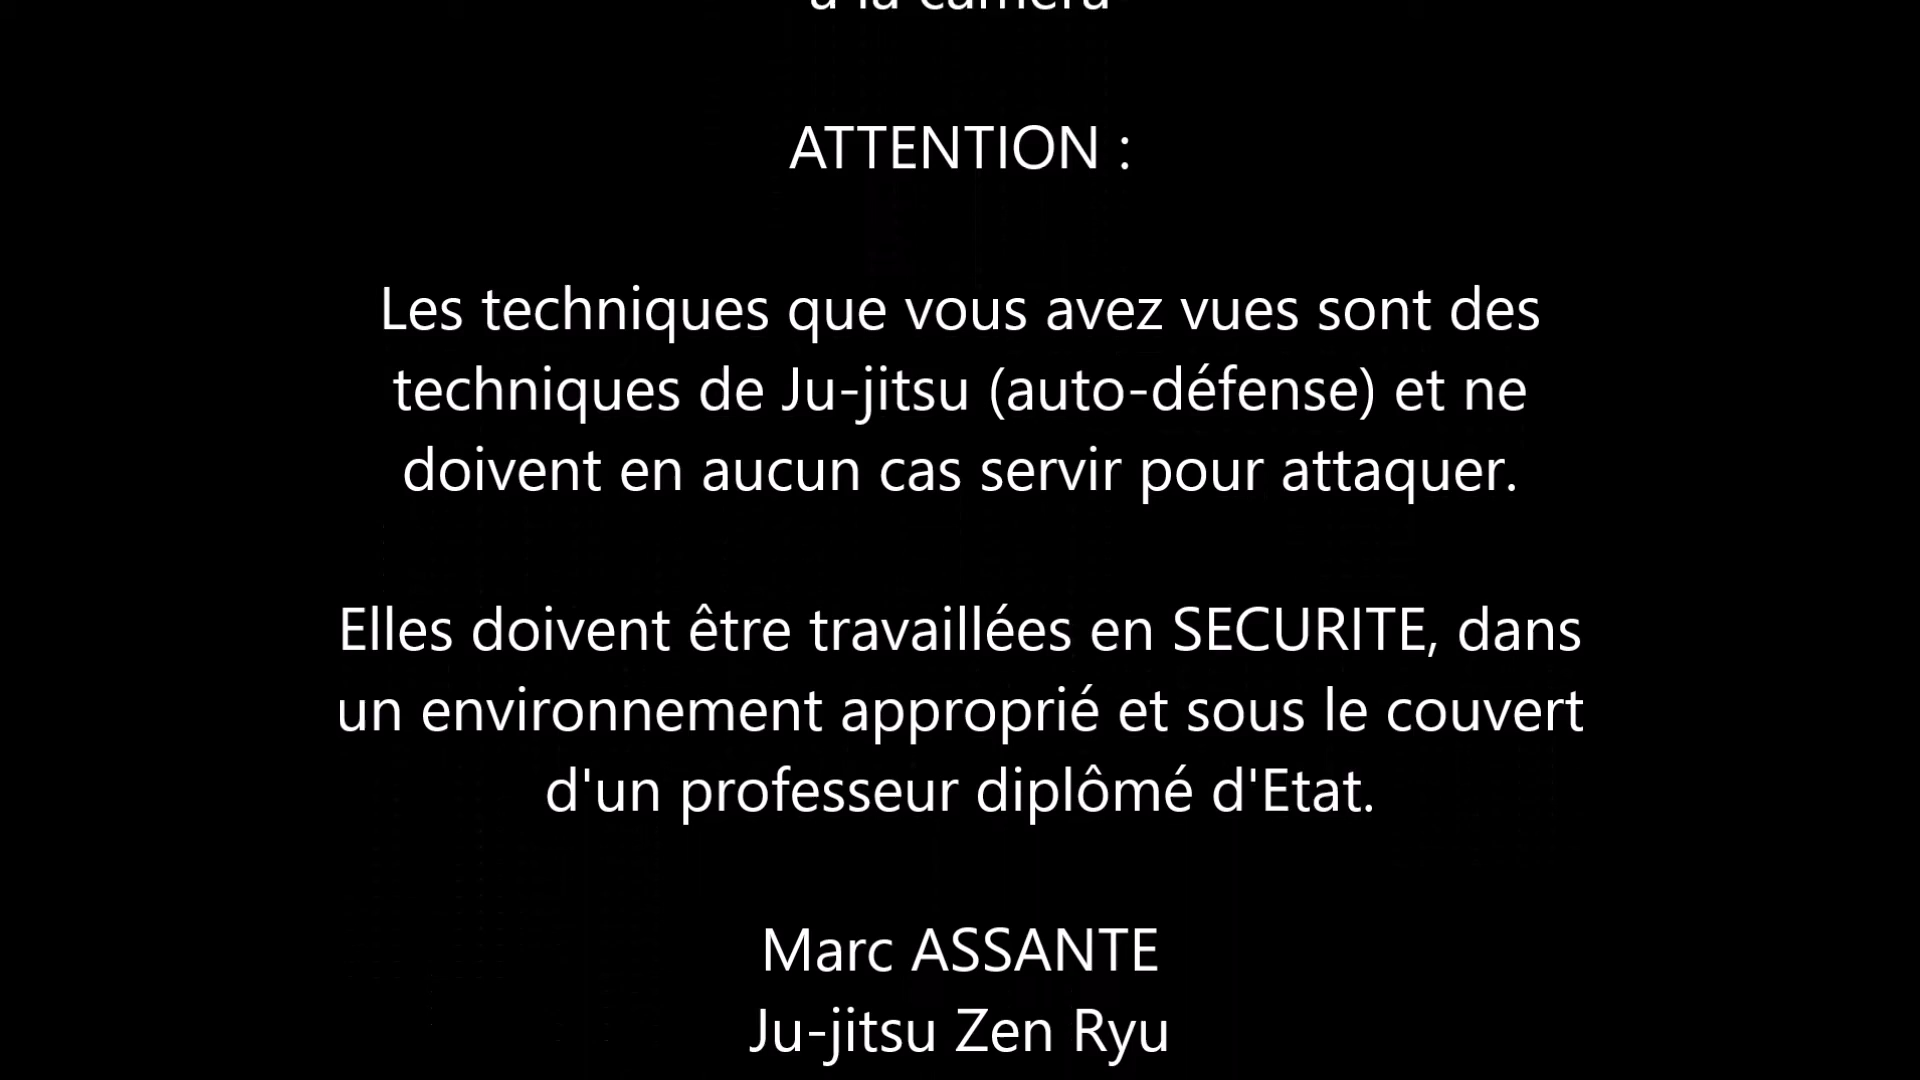 à la caméra
ATTENTION :
Les techniques que vous avez vues sont des
techniques de Ju-jitsu (auto-défense) et ne
doivent en aucun cas servir pour attaquer.
Elles doivent être travaillées en SECURITE, dans
un environnement approprié et sous le couvert
d'un professeur diplômé d'Etat.
Marc ASSANTE
Ju-jitsu Zen Ryu